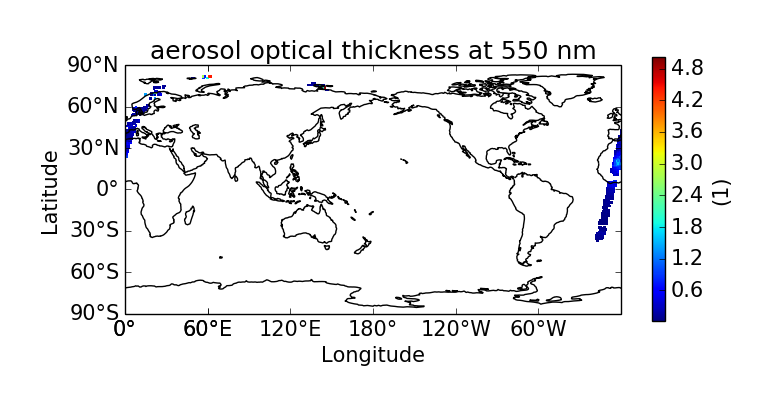 aerosol optical thickness at 550 nm
90°N
60°N
30°N
0°
30°S
60°S
90°S
Latitude
0°
60°E
120°E
180°
120°W
60°W
Longitude
4.8
4.2
3.6
3.0
2.4
1.8
1.2
0.6
(1)